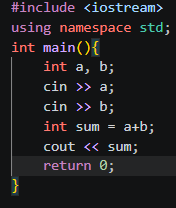 #include <iostream>
using namespace std;
int main(){
    int a, b;
    cin >> a;
    cin >> b;
    int sum = a+b;
    cout << sum;
    return 0;
}